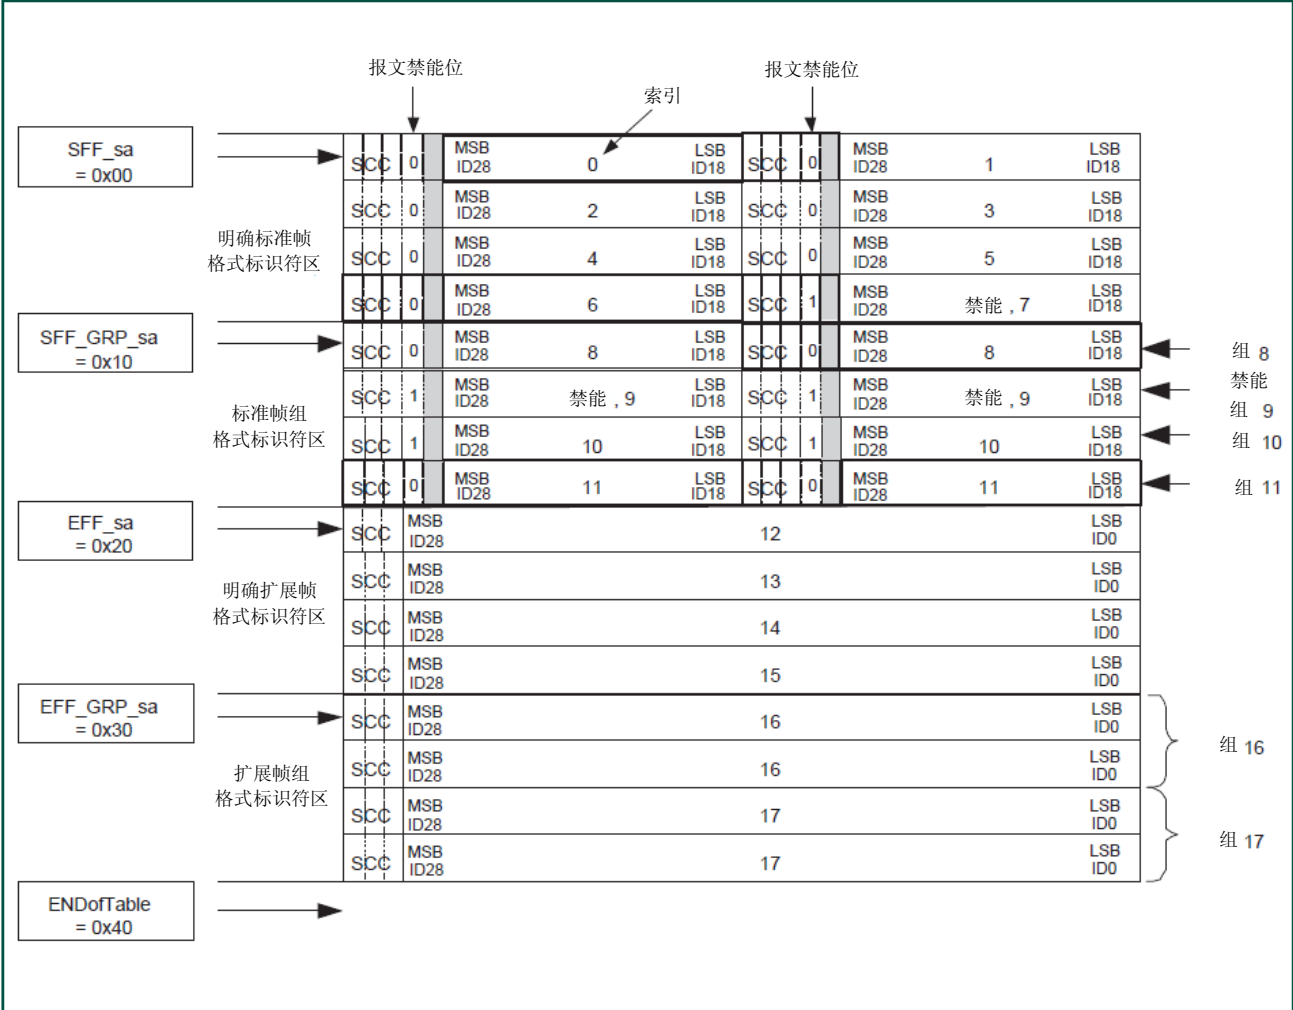 报文禁能位 报文禁能位
索引
SFF_sa
= 0x00
SCC 0 MSB ID28 0 LSB ID18 SCC 0 MSB ID28 1 LSB ID18
SCC 0 MSB ID28 2 LSB ID18 SCC 0 MSB ID28 3 LSB ID18
明确标准帧
格式标识符区
SCC 0 MSB ID28 4 LSB ID18 SCC 0 MSB ID28 5 LSB ID18
SCC 0 MSB ID28 6 LSB ID18 SCC 1 MSB ID28 禁能 , 7 LSB ID18
SFF_GRP_sa
= 0x10
SCC 0 MSB ID28 8 LSB ID18 SCC 0 MSB ID28 8 LSB ID18
组 8
禁能
组 9
SCC 1 MSB ID28 禁能 , 9 LSB ID18 SCC 1 MSB ID28 禁能 , 9 LSB ID18
标准帧组
格式标识符区
SCC 1 MSB ID28 10 LSB ID18 SCC 1 MSB ID28 10 LSB ID18
组 10
SCC 0 MSB ID28 11 LSB ID18 SCC 0 MSB ID28 11 LSB ID18
组 11
EFF_sa
= 0x20
SCC MSB ID28 12 LSB ID0
明确扩展帧
格式标识符区
SCC MSB ID28 13 LSB ID0
SCC MSB ID28 14 LSB ID0
SCC MSB ID28 15 LSB ID0
EFF_GRP_sa
= 0x30
SCC MSB ID28 16 LSB ID0
SCC MSB ID28 16 LSB ID0
组 16
扩展帧组
格式标识符区
SCC MSB ID28 17 LSB ID0
SCC MSB ID28 17 LSB ID0
组 17
ENDofTable
= 0x40